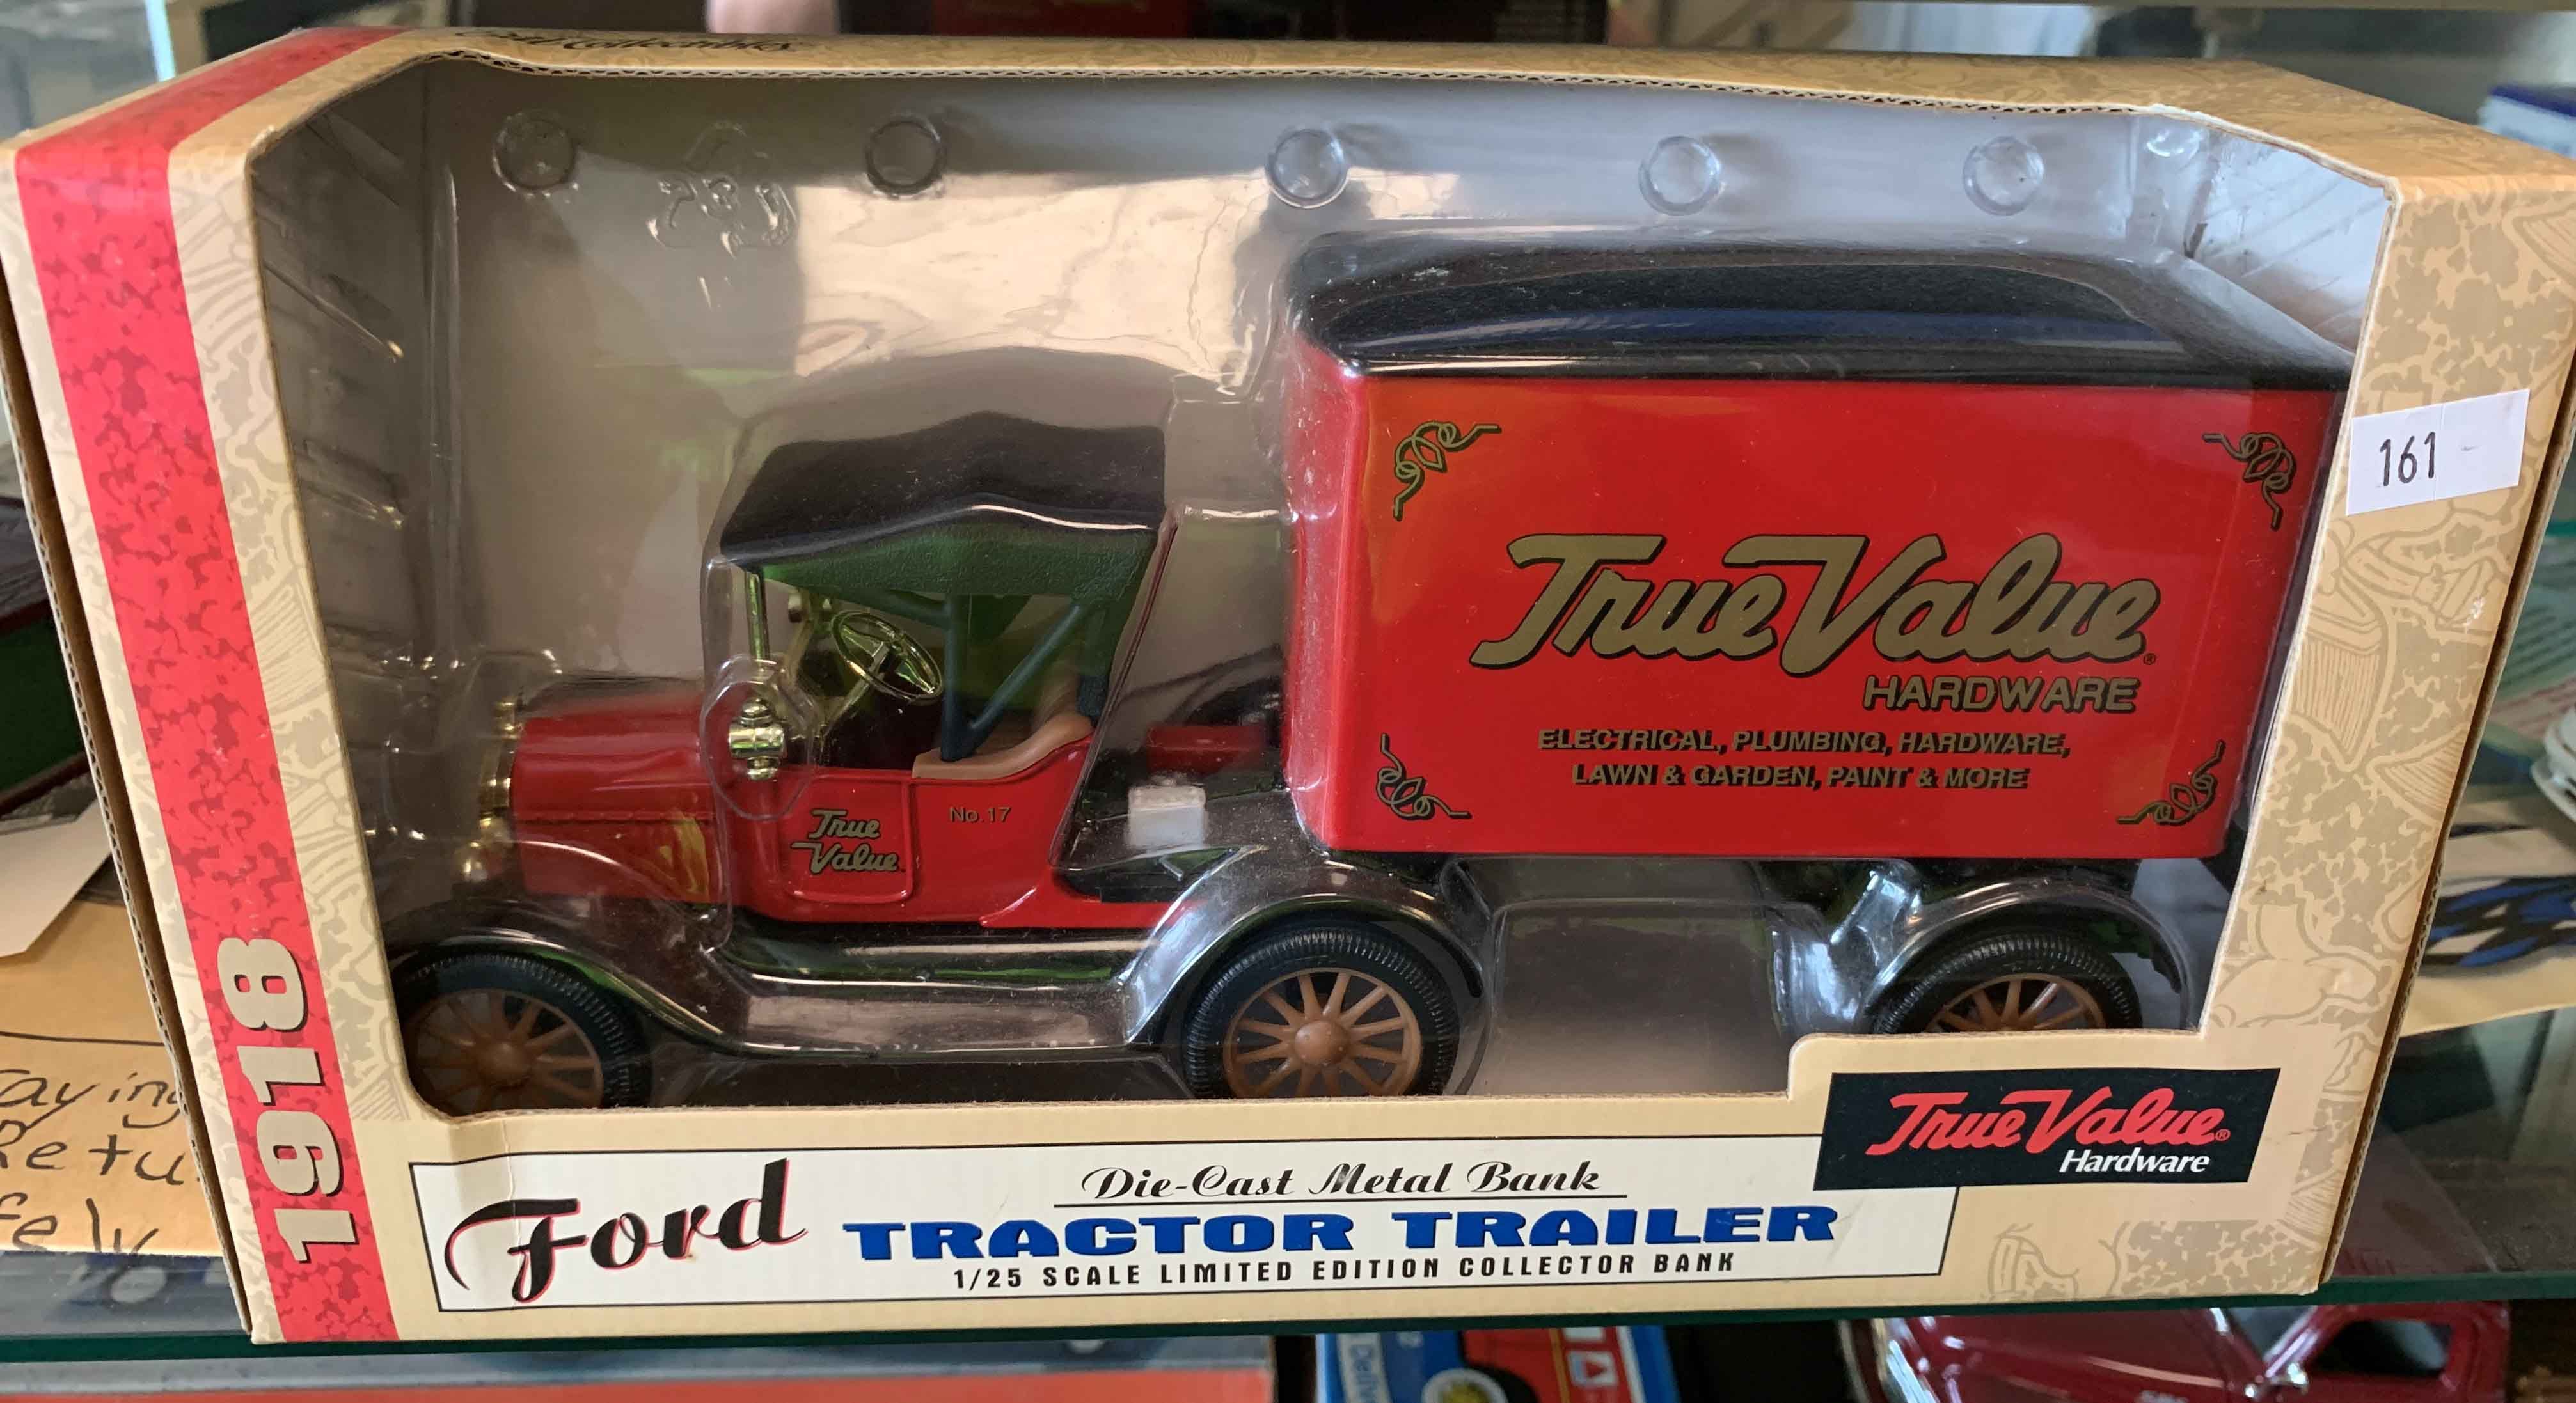 161
True Value®
HARDWARE
ELECTRICAL, PLUMBING, HARDWARE,
LAWN & GARDEN, PAINT & MORE
No.17
True
Value
1918
True Value®
Hardware
Die-Cast Metal Bank
Ford
TRACTOR TRAILER
1/25 SCALE LIMITED EDITION COLLECTOR BANK